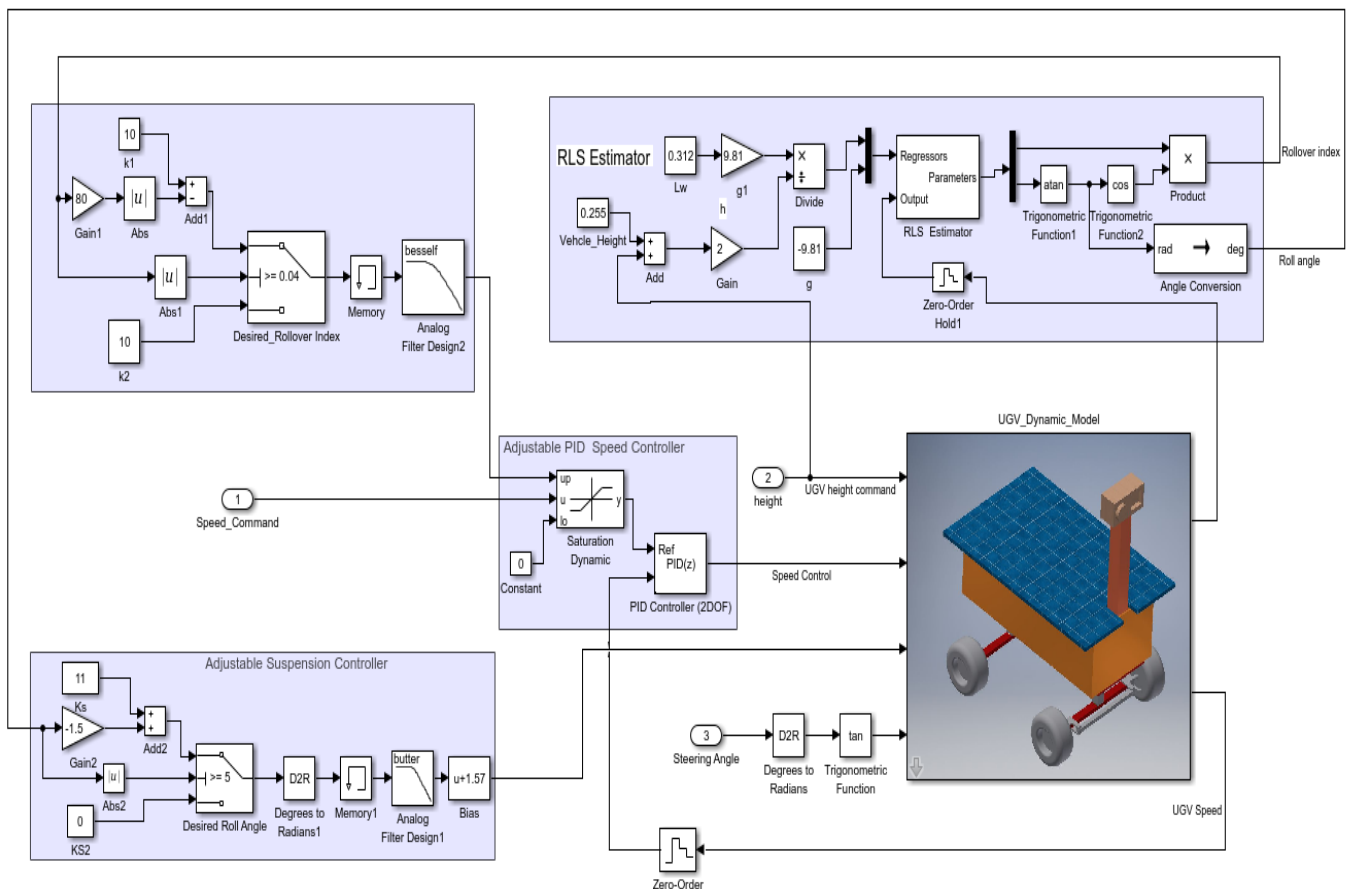 10
k1
80
Gain1
|u|
Abs
+
-
Add1
|u|
Abs1
10
k2
>= 0.04
Desired_Rollover Index
Memory
besself
Analog
Filter Design2
RLS Estimator
0.312
Lw
9.81
g1
h
0.255
Vehcle_Height
+
+
Add
2
Gain
×
÷
Divide
-9.81
g
Regressors
Parameters
Output
RLS Estimator
Zero-Order
Hold1
atan
Trigonometric
Function1
cos
Trigonometric
Function2
×
Product
rad
deg
Angle Conversion
Rollover index
Roll angle
1
Speed_Command
Adjustable PID Speed Controller
up
u
lo
y
Saturation
Dynamic
0
Constant
Ref
PID(z)
PID Controller (2DOF)
2
height
UGV height command
Speed Control
UGV_Dynamic_Model
Adjustable Suspension Controller
11
Ks
-1.5
Gain2
+
+
Add2
|u|
Abs2
0
KS2
>= 5
Desired Roll Angle
D2R
Degrees to
Radians1
Memory1
butter
Analog
Filter Design1
u+1.57
Bias
3
Steering Angle
D2R
Degrees to
Radians
tan
Trigonometric
Function
UGV Speed
Zero-Order